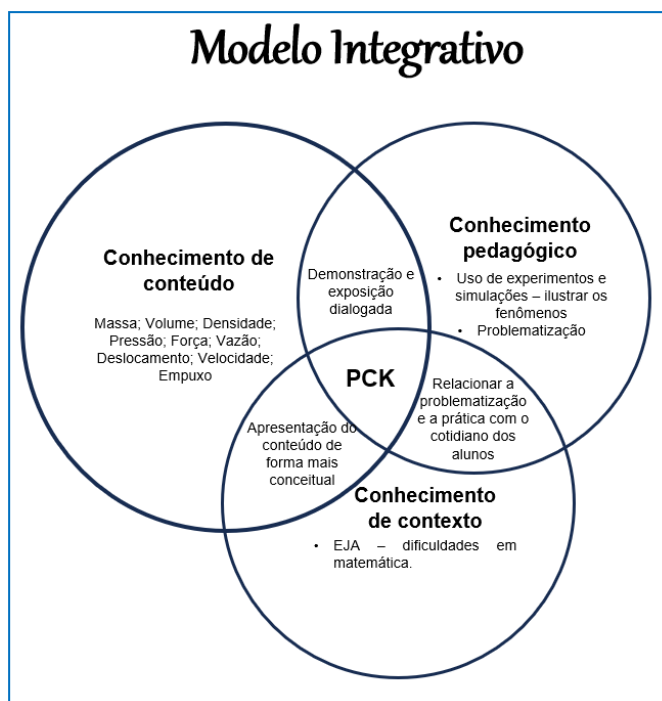 Modelo Integrativo
Conhecimento de
conteúdo
Massa; Volume; Densidade;
Pressão; Força; Vazão;
Deslocamento; Velocidade;
Empuxo
Demonstração e
exposição
dialogada
Conhecimento
pedagógico
• Uso de experimentos e
simulações – ilustrar os
fenômenos
• Problematização
PCK
Relacionar a
problematização
e a prática com o
cotidiano dos
alunos
Apresentação do
conteúdo de
forma mais
conceitual
Conhecimento
de contexto
• EJA – dificuldades em
matemática.